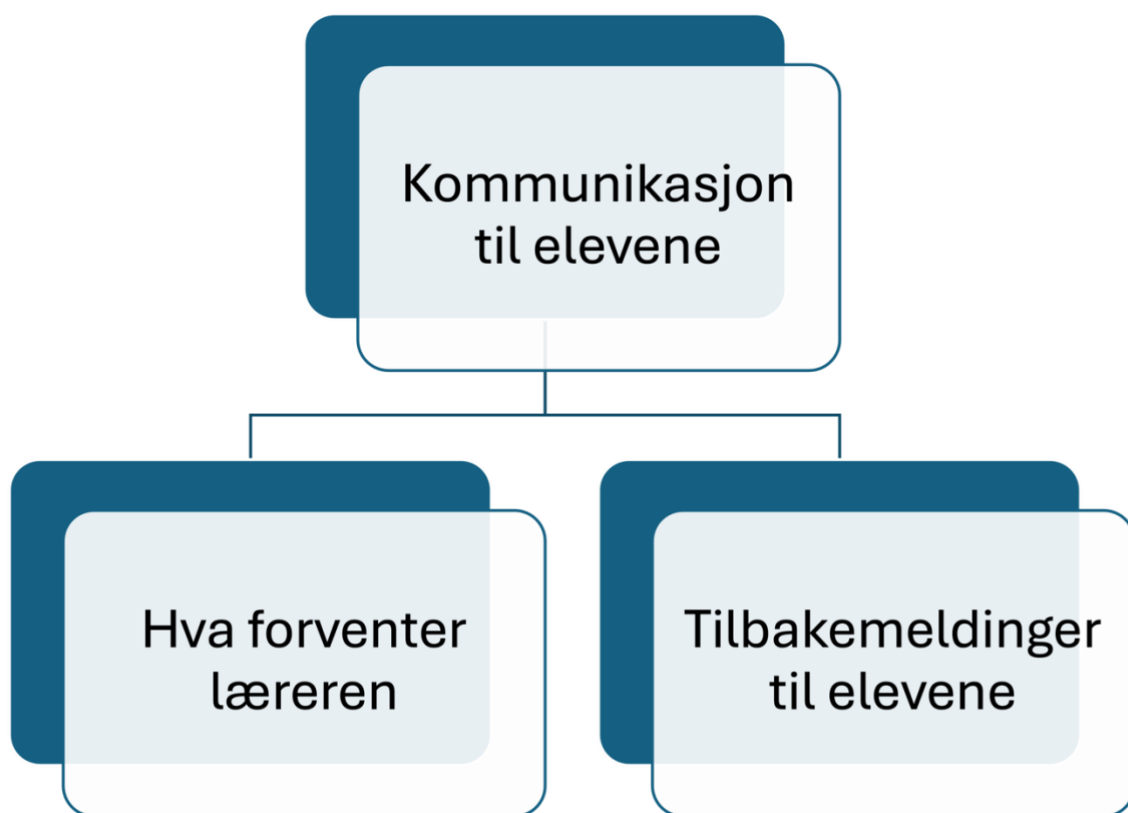 Kommunikasjon
til elevene
Hva forventer
læreren
Tilbakemeldinger
til elevene